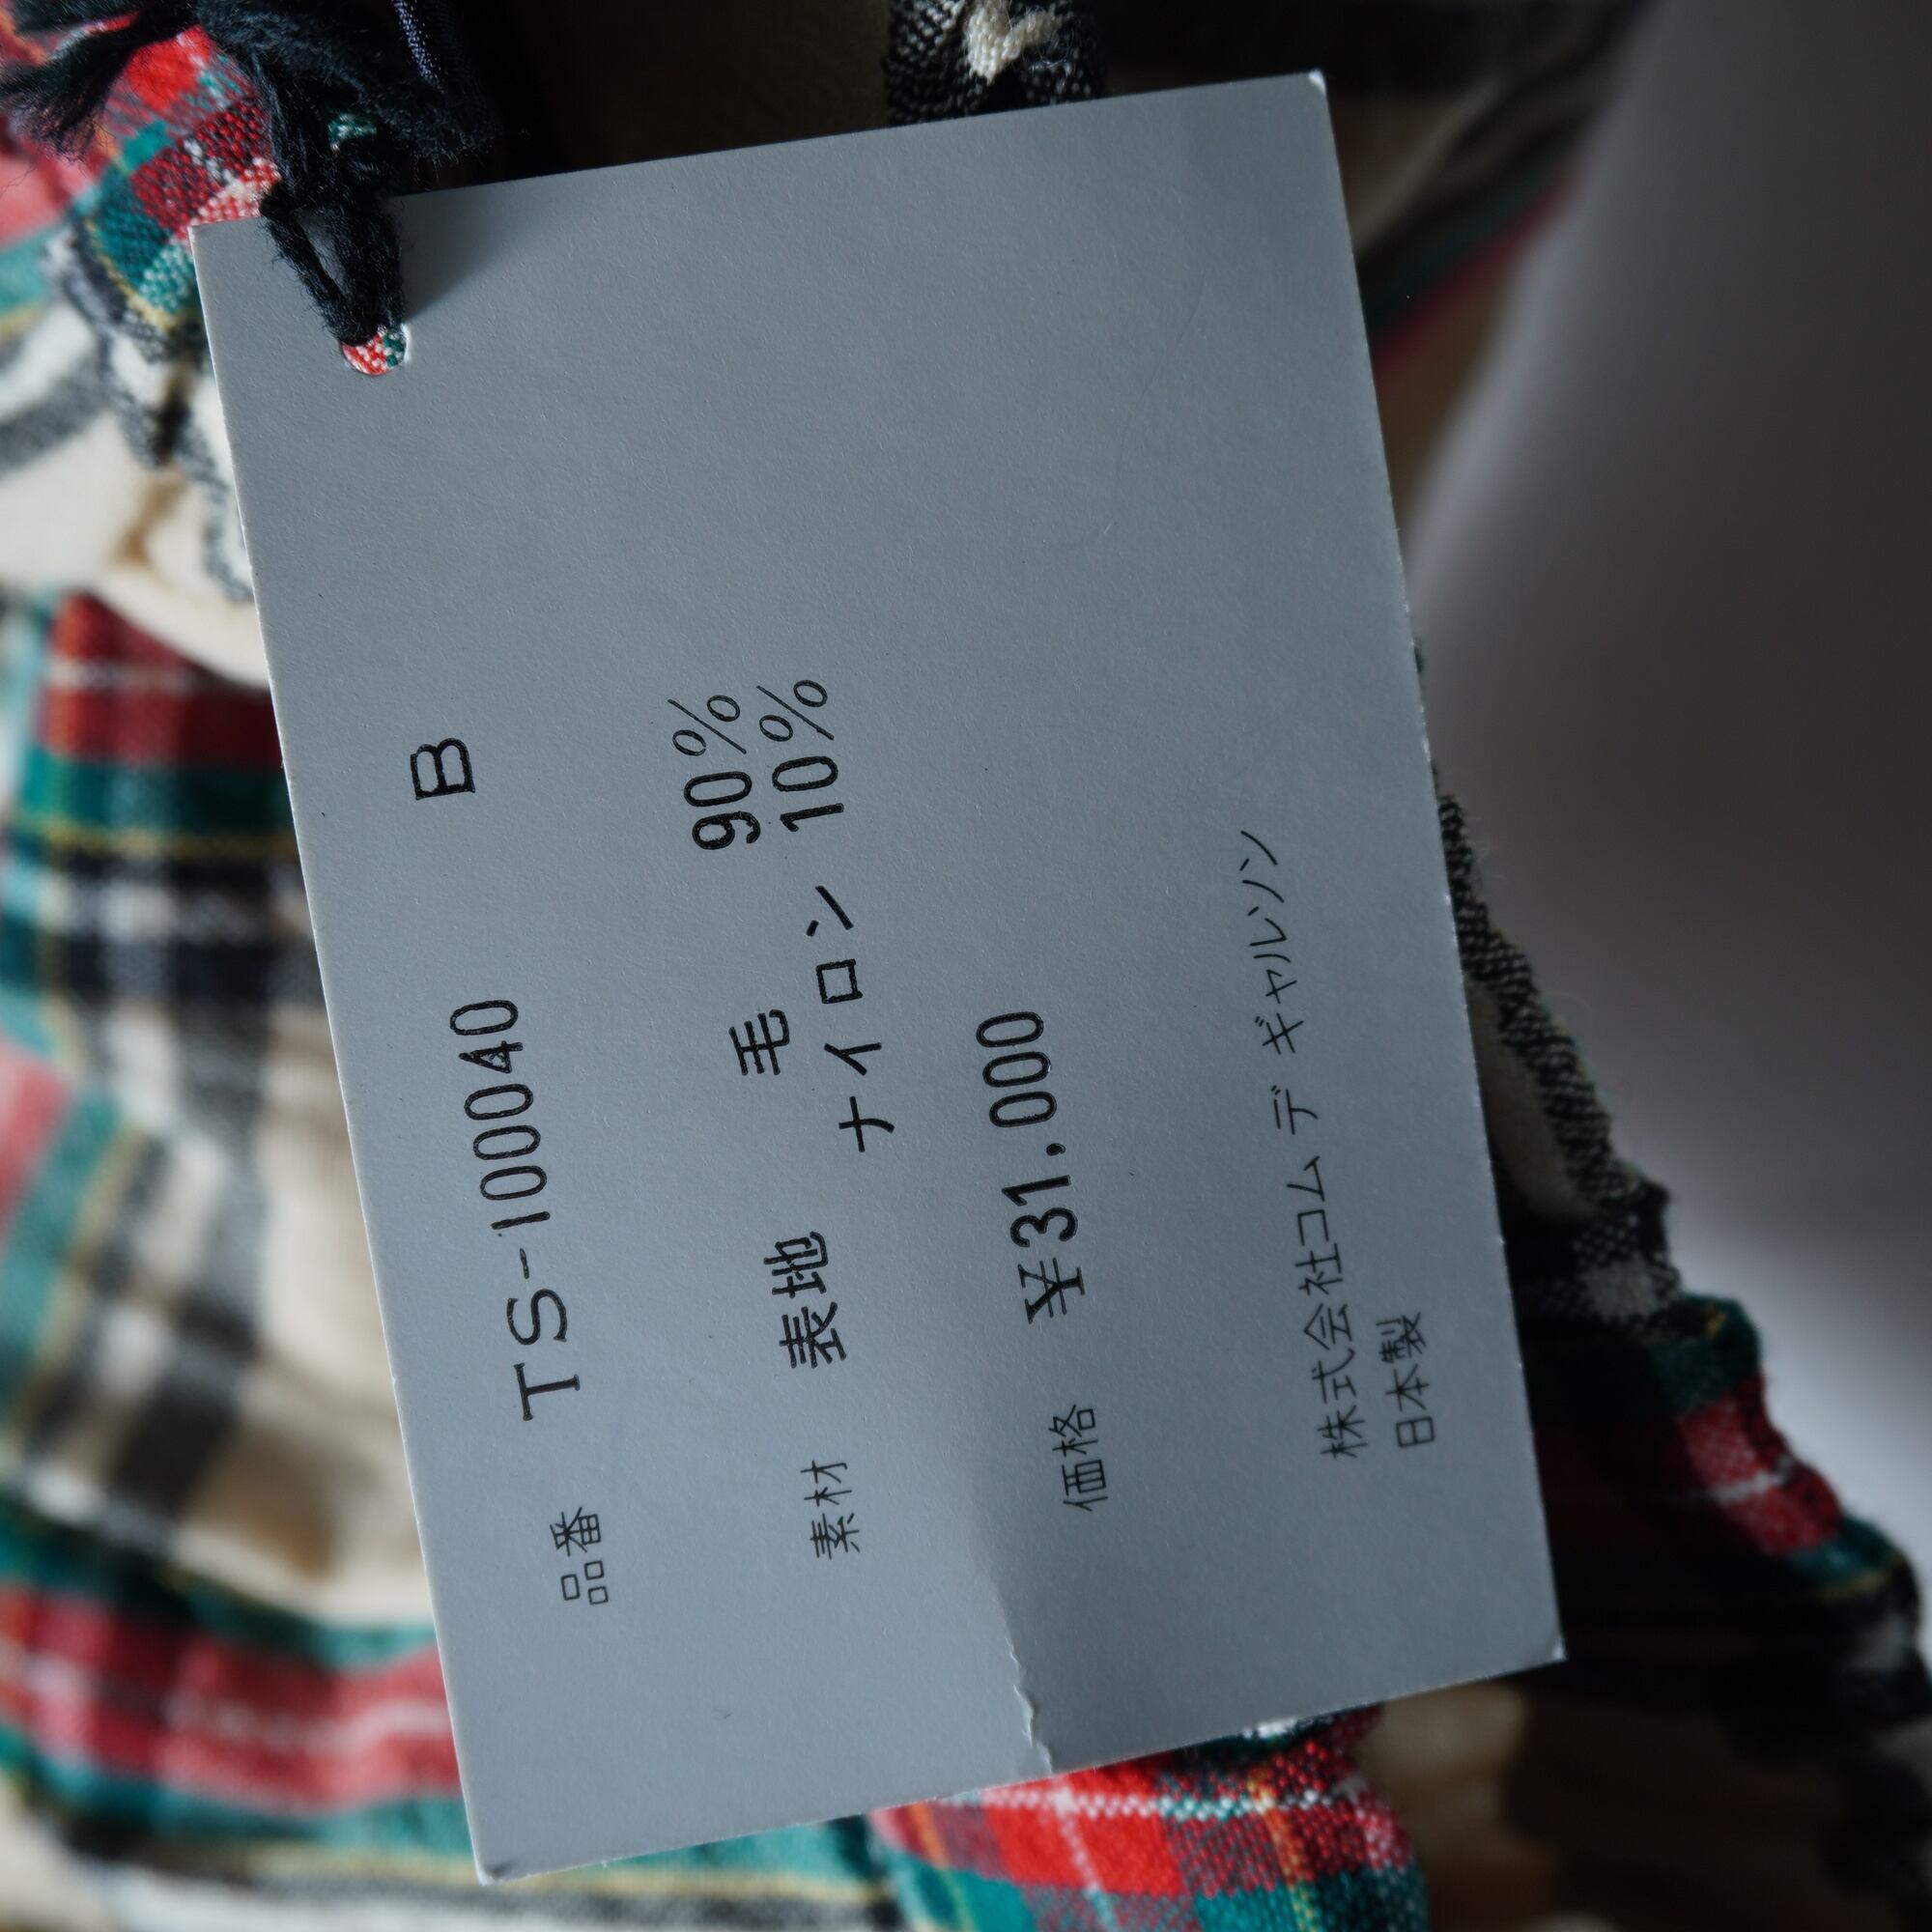 品番 TS-100040 B
素材 表地 毛 90%
ナイロン 10%
価格 ¥31.000
株式会社コム デ ギャルソン
日本製